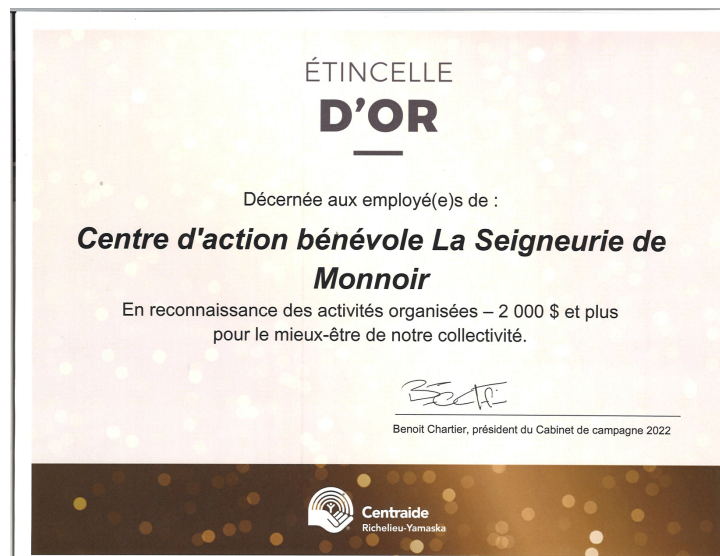 ÉTINCELLE
D'OR
Décernée aux employé(e)s de :
Centre d'action bénévole La Seigneurie de
Monnoir
En reconnaissance des activités organisées – 2 000 $ et plus
pour le mieux-être de notre collectivité.
Benoit Chartier, président du Cabinet de campagne 2022
Centraide
Richelieu-Yamaska